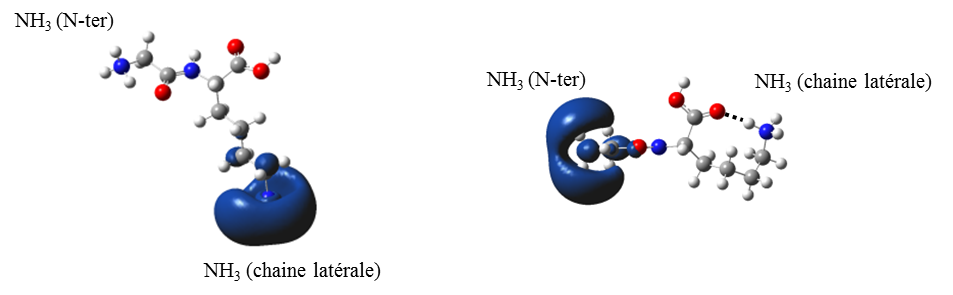 NH₃ (N-ter)
NH₃ (chaine latérale)
NH₃ (N-ter)
NH₃ (chaine latérale)